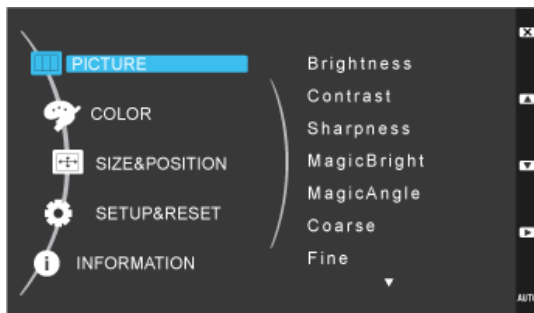 PICTURE
COLOR
SIZE&POSITION
SETUP&RESET
INFORMATION
Brightness
Contrast
Sharpness
MagicBright
MagicAngle
Coarse
Fine
AUTO